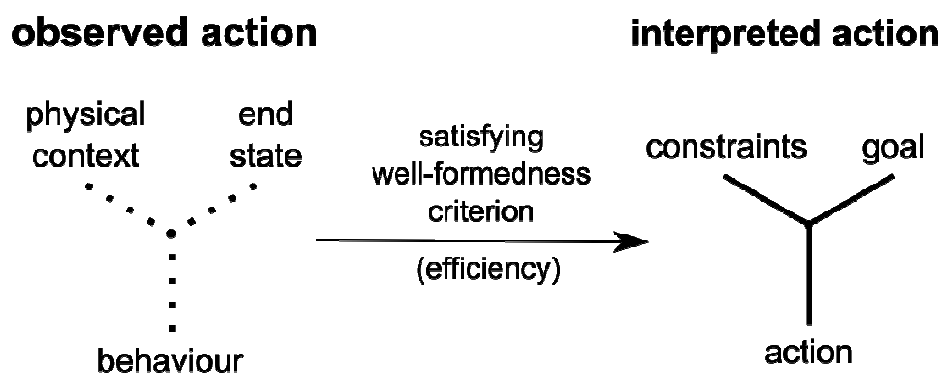 observed action
interpreted action
physical
context
end
state
satisfying
well-formedness
criterion
(efficiency)
constraints
goal
behaviour
action